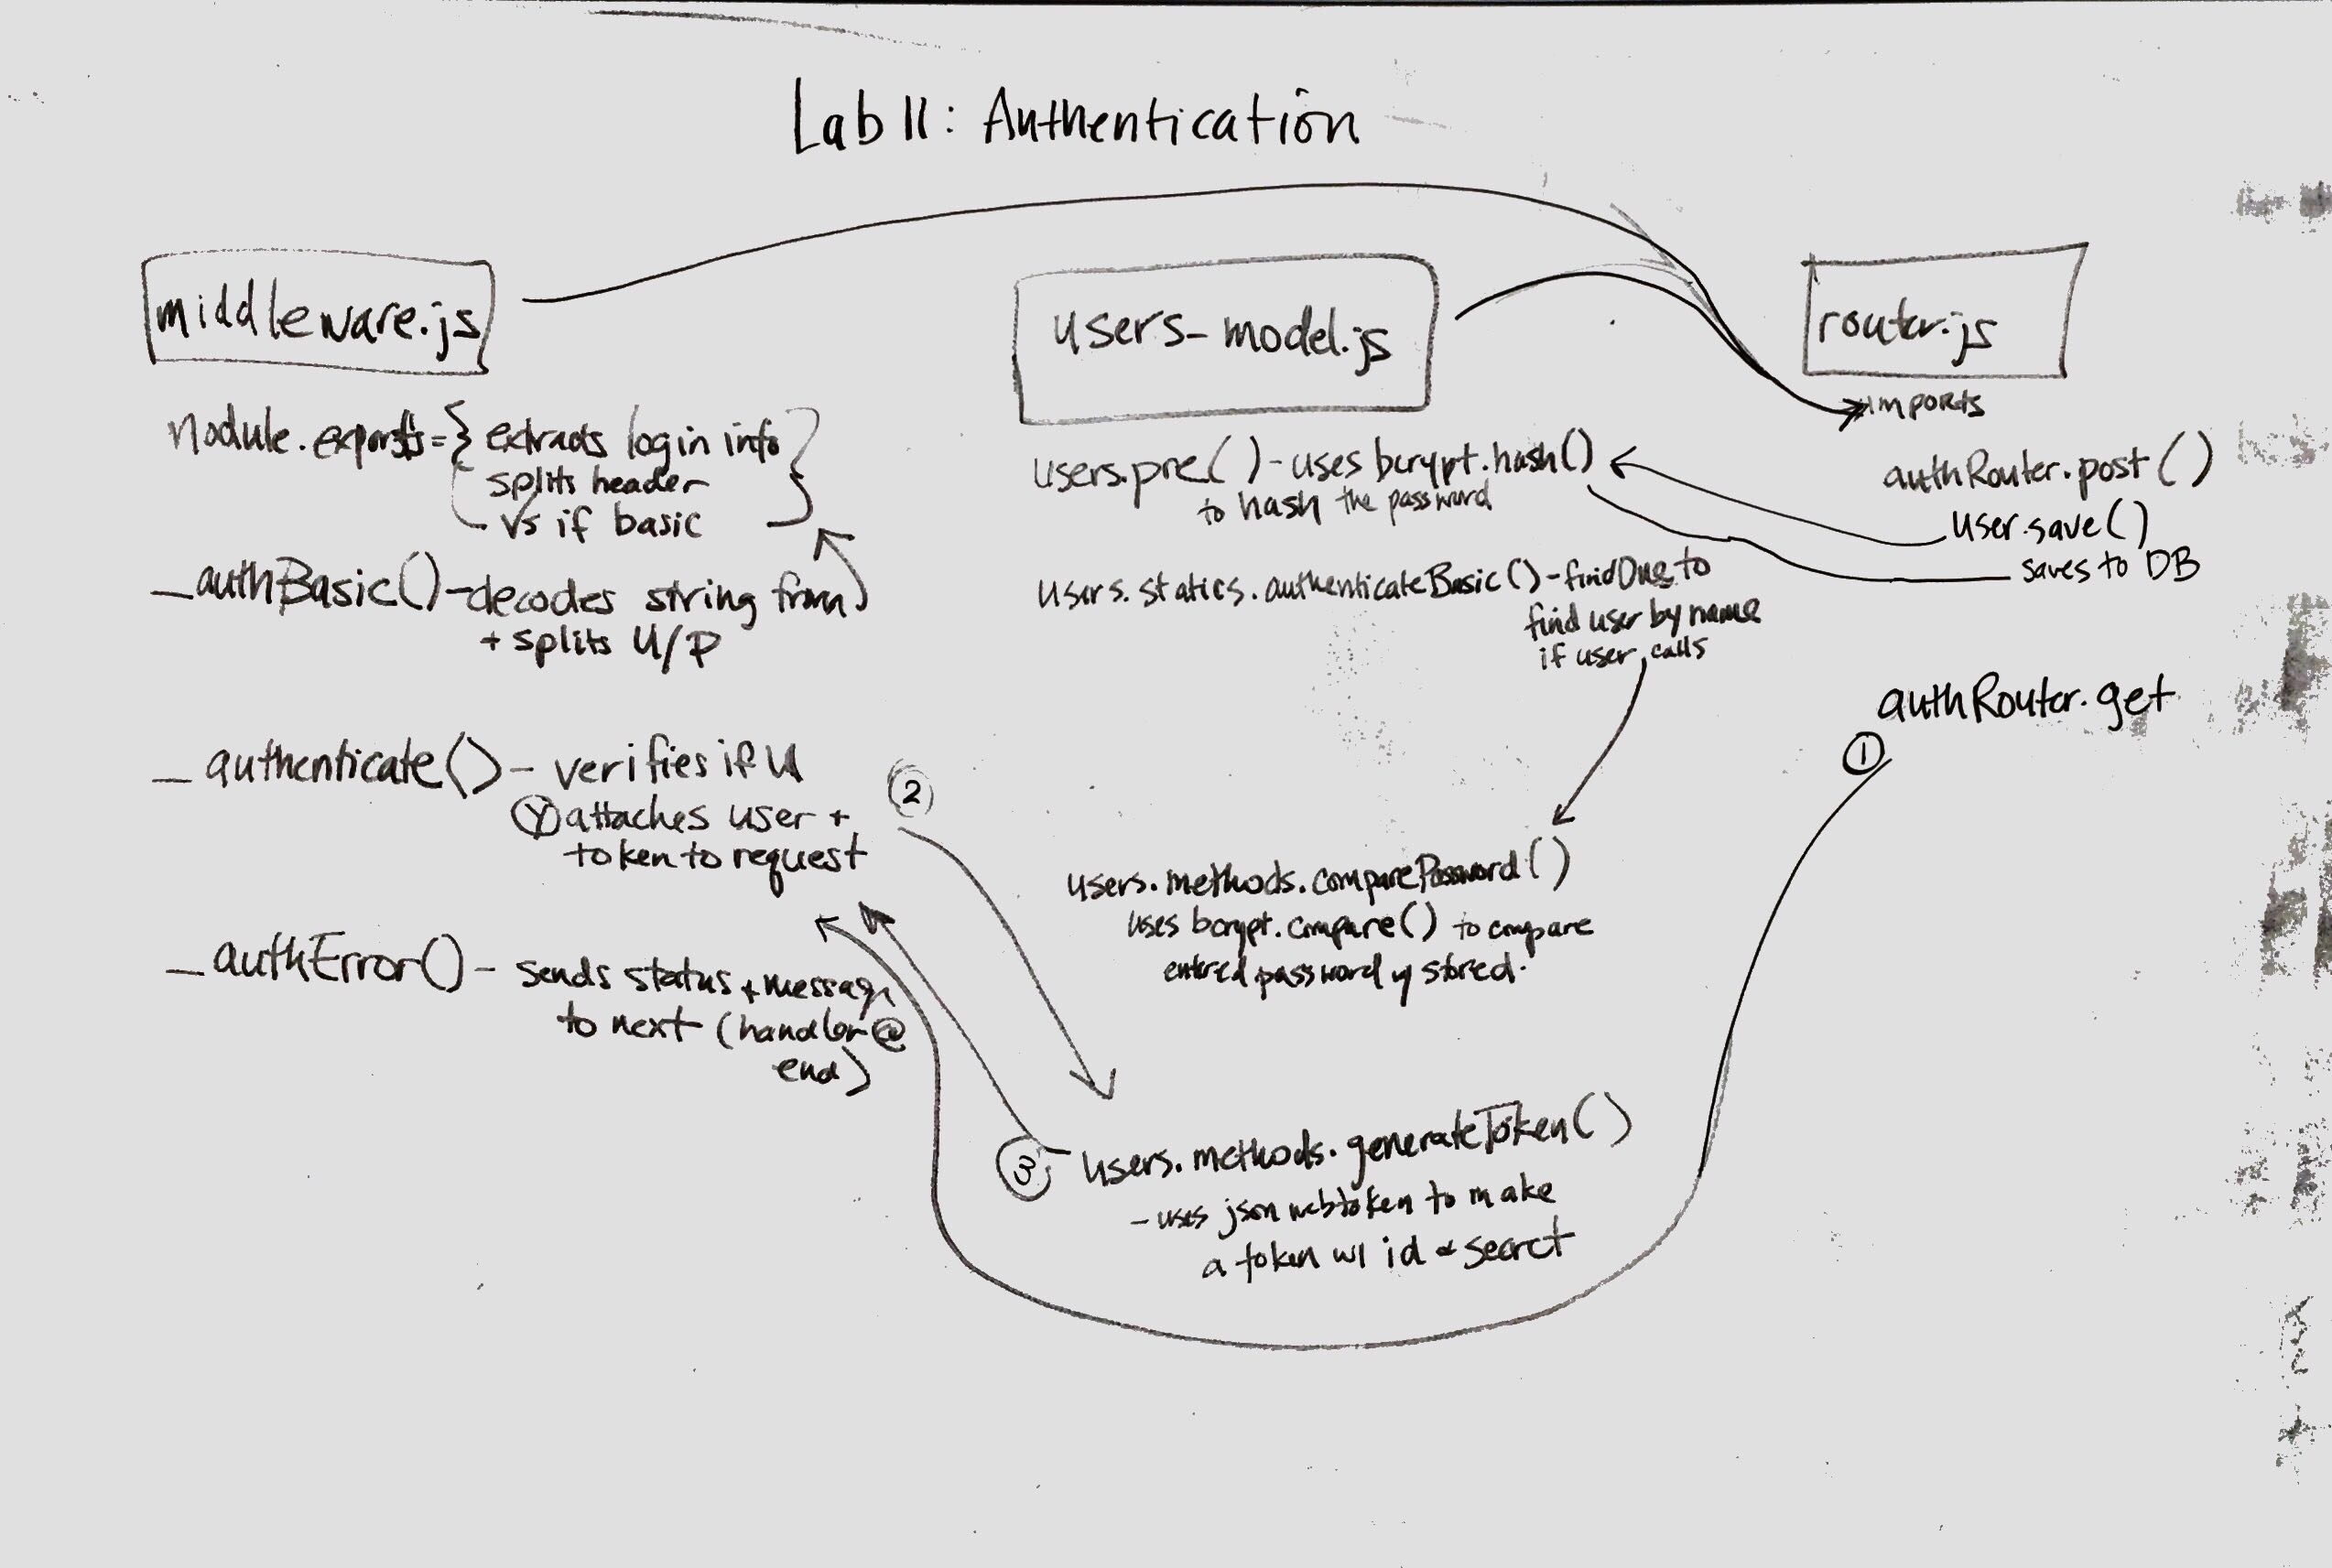 Lab 11: Authentication
middleware.js
module.exports = { extracts login info
splits header
√s if basic }
_authBasic() - decodes string from
+ splits U/P
_authenticate() - verifies if U
Ⓨ attaches user +
token to request
②
_authError() - sends status + message
to next (handler @
end)
users-model.js
users.pre() - uses bcrypt.hash()
to hash the password
users.statics.authenticateBasic() - findOne to
find user by name
if user, calls
users.methods.comparePassword()
uses bcrypt.compare() to compare
entered password w/ stored.
③ users.methods.generateToken()
- uses jsonwebtoken to make
a token w/ id & secret
router.js
imports
authRouter.post()
user.save()
saves to DB
authRouter.get
①